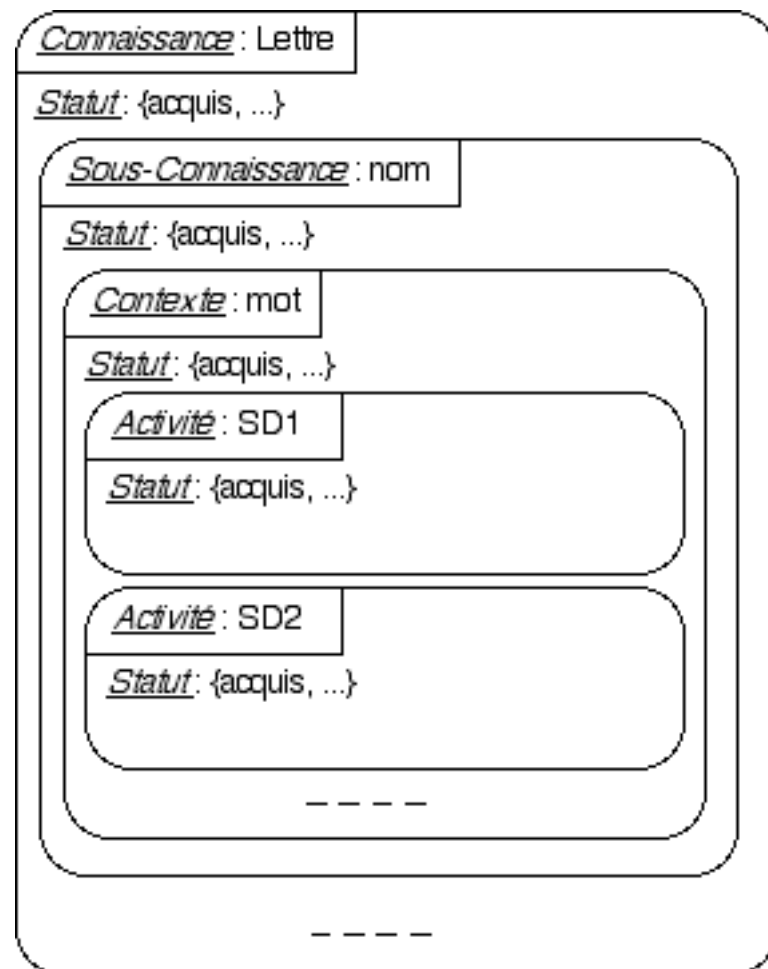 Connaissance : Lettre
Statut : {acquis, ...}
Sous-Connaissance : nom
Statut : {acquis, ...}
Contexte : mot
Statut : {acquis, ...}
Activité : SD1
Statut : {acquis, ...}
Activité : SD2
Statut : {acquis, ...}